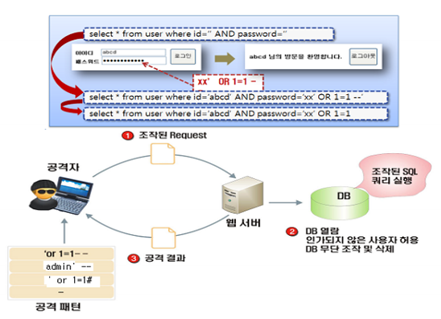 select * from user where id='' AND password=''
아이디 abcd 로그인
패스워드 ************
abcd 님의 방문을 환영합니다. 로그아웃
xx' OR 1=1 --
select * from user where id='abcd' AND password='xx' OR 1=1 --'
select * from user where id='abcd' AND password='xx' OR 1=1
1 조작된 Request
공격자
조작된 SQL
쿼리 실행
DB
웹 서버
2 DB 열람
인가되지 않은 사용자 허용
DB 무단 조작 및 삭제
3 공격 결과
'or 1=1- -
admin` --
' or 1=1#
-
공격 패턴